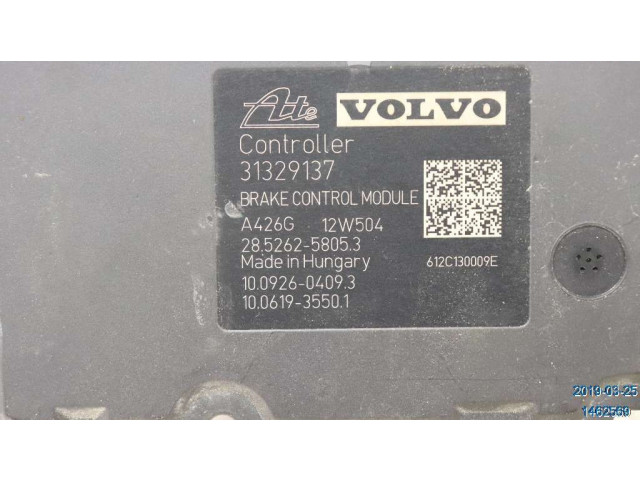 Ate VOLVO
Controller
31329137
BRAKE CONTROL MODULE
A426G 12W504
28.5262-5805.3
Made in Hungary 612C130009E
10.0926-0409.3
10.0619-3550.1
2019-03-25
1462569